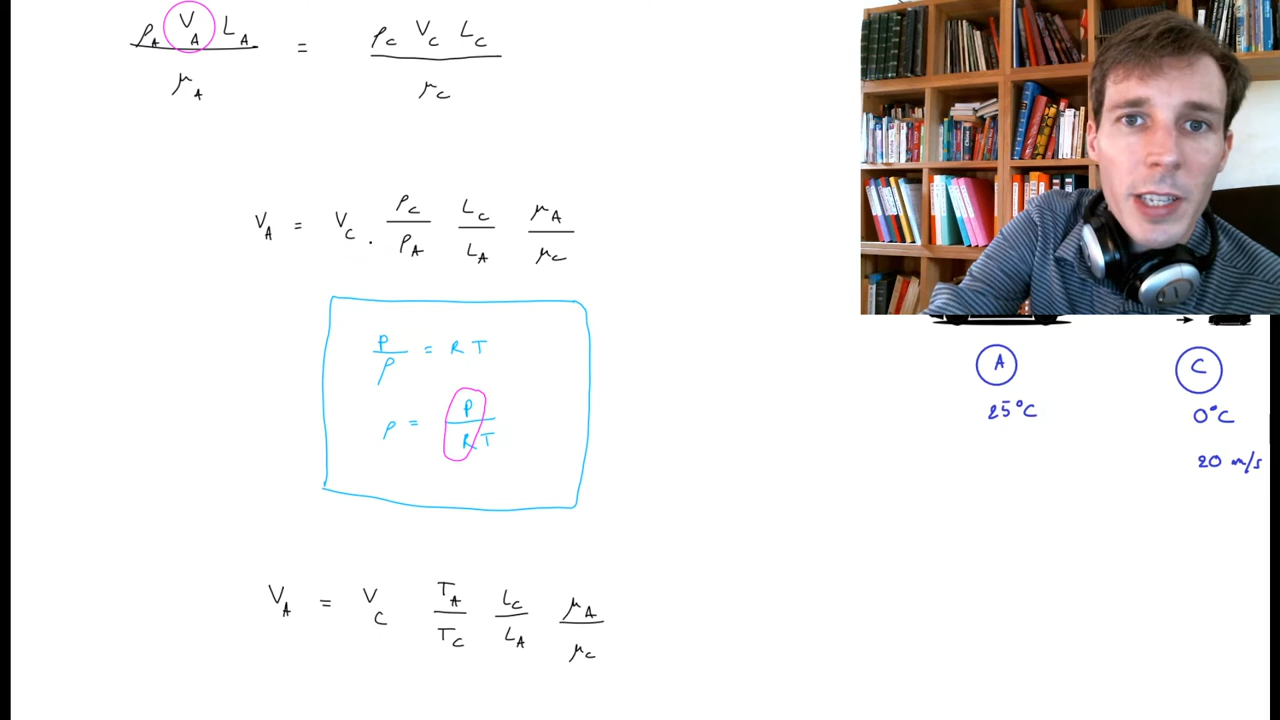 ρA VA LA / μA = ρC VC LC / μC
VA = VC . ρC / ρA LC / LA μA / μC
P / ρ = R T
ρ = P / R T
VA = VC TA / TC LC / LA μA / μC
A C
25°C 0°C
20 m/s